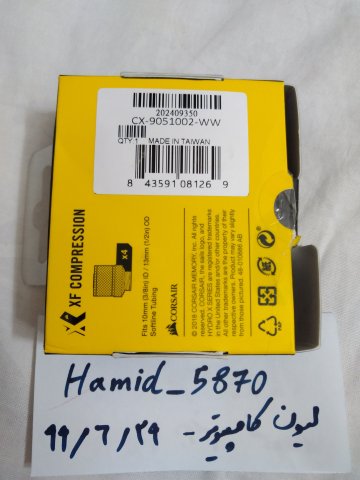 202409350
CX-9051002-WW
QTY 1 MADE IN TAIWAN
8 43591 08126 9
XF COMPRESSION
x4
Fits 10mm (3/8in) ID / 13mm (1/2in) OD
Softline Tubing
CORSAIR
© 2018 CORSAIR MEMORY, Inc. All rights
reserved. CORSAIR, the sails logo, and
HYDRO X SERIES are registered trademarks
in the United States and/or other countries.
All other trademarks are the property of their
respective owners. Product may vary slightly
from those pictured. 48-010686 AB
Hamid_5870
لیون کامپیوتر - ۹۹/۶/۲۹